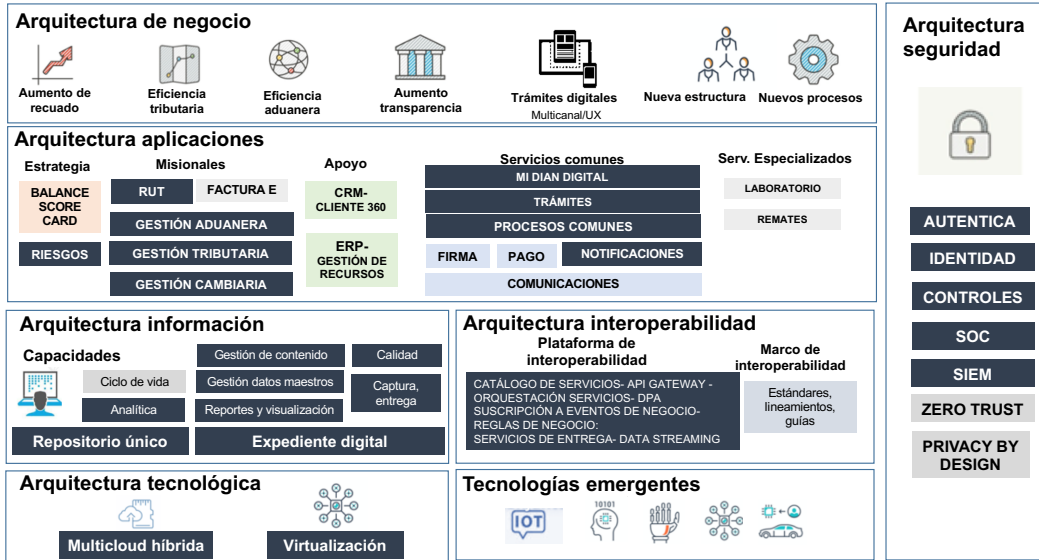 Arquitectura de negocio
Aumento de
recuado
Eficiencia
tributaria
Eficiencia
aduanera
Aumento
transparencia
Trámites digitales
Multicanal/UX
Nueva estructura
Nuevos procesos
Arquitectura aplicaciones
Estrategia
BALANCE
SCORE
CARD
RIESGOS
Misionales
RUT
FACTURA E
GESTIÓN ADUANERA
GESTIÓN TRIBUTARIA
GESTIÓN CAMBIARIA
Apoyo
CRM-
CLIENTE 360
ERP-
GESTIÓN DE
RECURSOS
Servicios comunes
MI DIAN DIGITAL
TRÁMITES
PROCESOS COMUNES
FIRMA
PAGO
NOTIFICACIONES
COMUNICACIONES
Serv. Especializados
LABORATORIO
REMATES
Arquitectura información
Capacidades
Ciclo de vida
Analítica
Gestión de contenido
Gestión datos maestros
Reportes y visualización
Calidad
Captura,
entrega
Repositorio único
Expediente digital
Arquitectura interoperabilidad
Plataforma de
interoperabilidad
CATÁLOGO DE SERVICIOS- API GATEWAY -
ORQUESTACIÓN SERVICIOS- DPA
SUSCRIPCIÓN A EVENTOS DE NEGOCIO-
REGLAS DE NEGOCIO:
SERVICIOS DE ENTREGA- DATA STREAMING
Marco de
interoperabilidad
Estándares,
lineamientos,
guías
Arquitectura tecnológica
Multicloud híbrida
Virtualización
Tecnologías emergentes
IOT
10101
Arquitectura
seguridad
AUTENTICA
IDENTIDAD
CONTROLES
SOC
SIEM
ZERO TRUST
PRIVACY BY
DESIGN